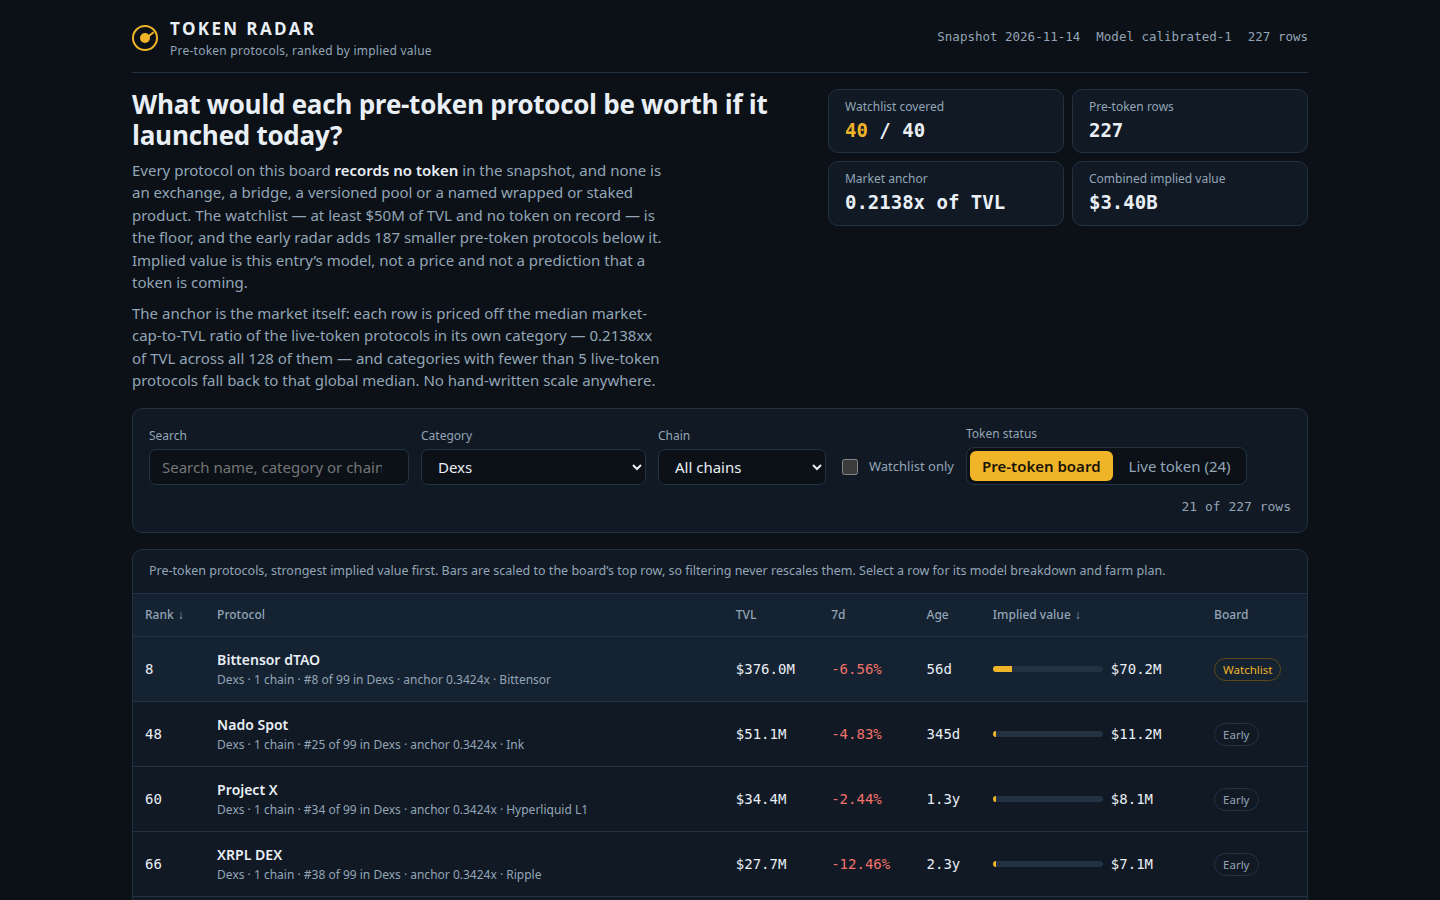 TOKEN RADAR
Pre-token protocols, ranked by implied value
Snapshot 2026-11-14 Model calibrated-1 227 rows
What would each pre-token protocol be worth if it
launched today?
Every protocol on this board records no token in the snapshot, and none is
an exchange, a bridge, a versioned pool or a named wrapped or staked
product. The watchlist — at least $50M of TVL and no token on record — is
the floor, and the early radar adds 187 smaller pre-token protocols below it.
Implied value is this entry's model, not a price and not a prediction that a
token is coming.
The anchor is the market itself: each row is priced off the median market-
cap-to-TVL ratio of the live-token protocols in its own category — 0.2138xx
of TVL across all 128 of them — and categories with fewer than 5 live-token
protocols fall back to that global median. No hand-written scale anywhere.
Watchlist covered
40 / 40
Pre-token rows
227
Market anchor
0.2138x of TVL
Combined implied value
$3.40B
Search
Search name, category or chain
Category
Dexs
Chain
All chains
Watchlist only
Token status
Pre-token board
Live token (24)
21 of 227 rows
Pre-token protocols, strongest implied value first. Bars are scaled to the board's top row, so filtering never rescales them. Select a row for its model breakdown and farm plan.
Rank ↓ Protocol TVL 7d Age Implied value ↓ Board
8 Bittensor dTAO $376.0M -6.56% 56d $70.2M Watchlist
Dexs · 1 chain · #8 of 99 in Dexs · anchor 0.3424x · Bittensor
48 Nado Spot $51.1M -4.83% 345d $11.2M Early
Dexs · 1 chain · #25 of 99 in Dexs · anchor 0.3424x · Ink
60 Project X $34.4M -2.44% 1.3y $8.1M Early
Dexs · 1 chain · #34 of 99 in Dexs · anchor 0.3424x · Hyperliquid L1
66 XRPL DEX $27.7M -12.46% 2.3y $7.1M Early
Dexs · 1 chain · #38 of 99 in Dexs · anchor 0.3424x · Ripple